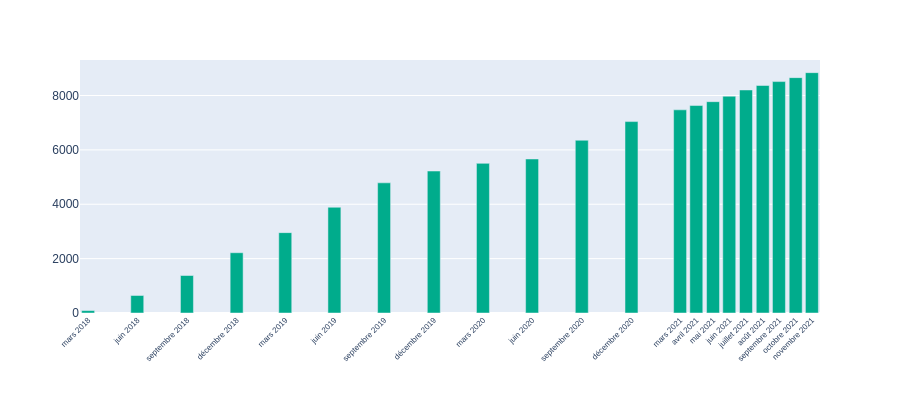 8000
6000
4000
2000
0
mars 2018
juin 2018
septembre 2018
décembre 2018
mars 2019
juin 2019
septembre 2019
décembre 2019
mars 2020
juin 2020
septembre 2020
décembre 2020
mars 2021
avril 2021
mai 2021
juin 2021
juillet 2021
août 2021
septembre 2021
octobre 2021
novembre 2021